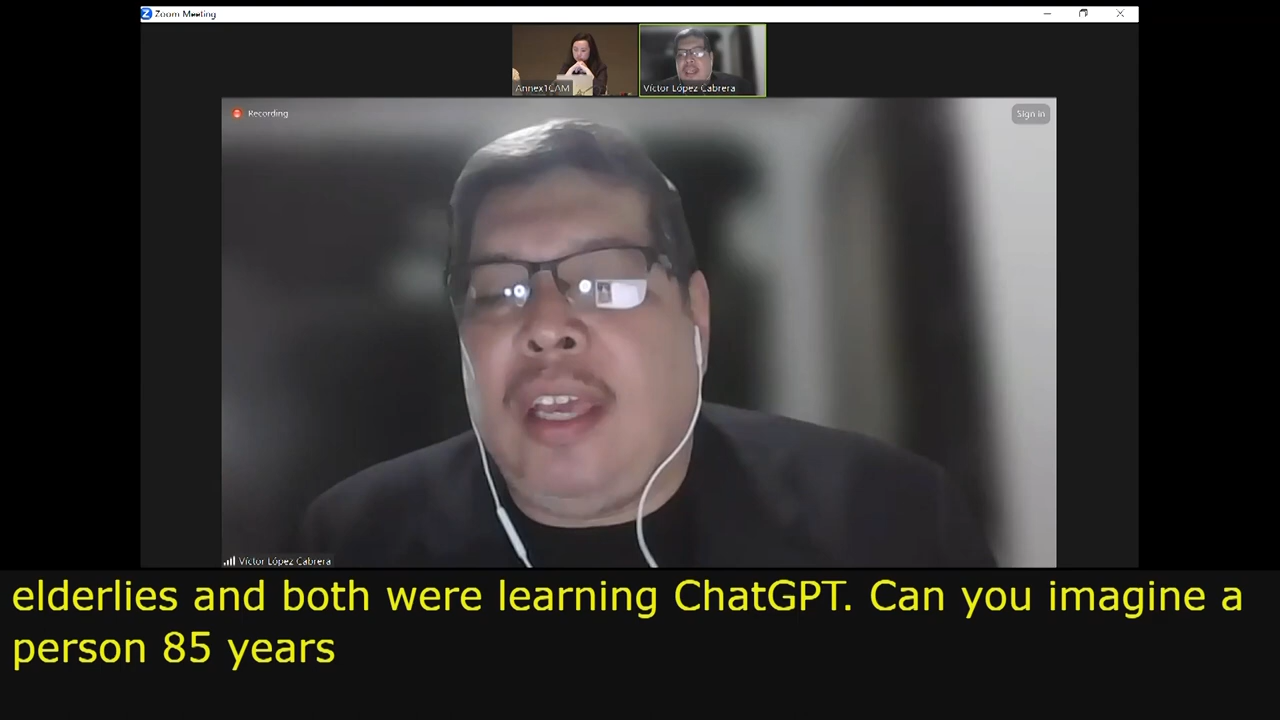 Zoom Meeting
Annex1CAM
Víctor López Cabrera
Recording
Sign in
Víctor López Cabrera
elderlies and both were learning ChatGPT. Can you imagine a
person 85 years